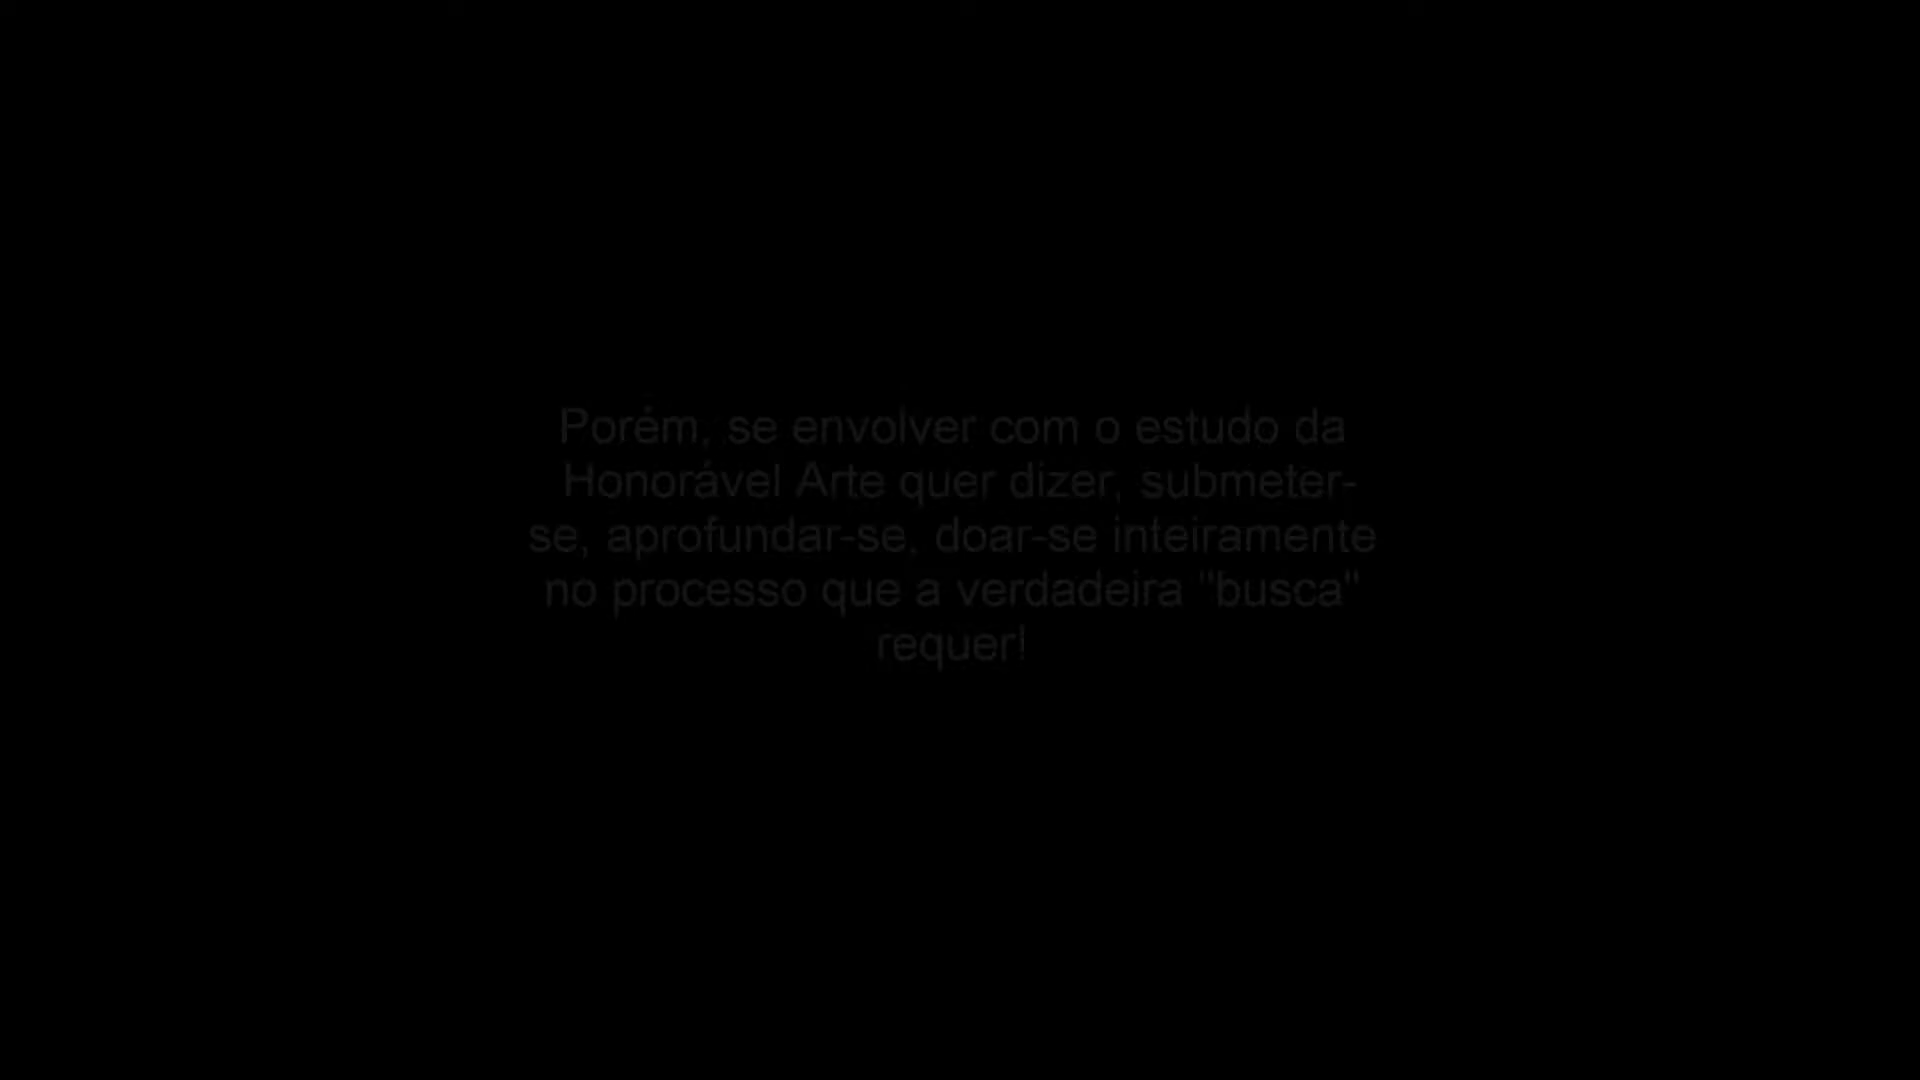 Porém, se envolver com o estudo da
Honorável Arte quer dizer, submeter-
se, aprofundar-se, doar-se inteiramente
no processo que a verdadeira "busca"
requer!